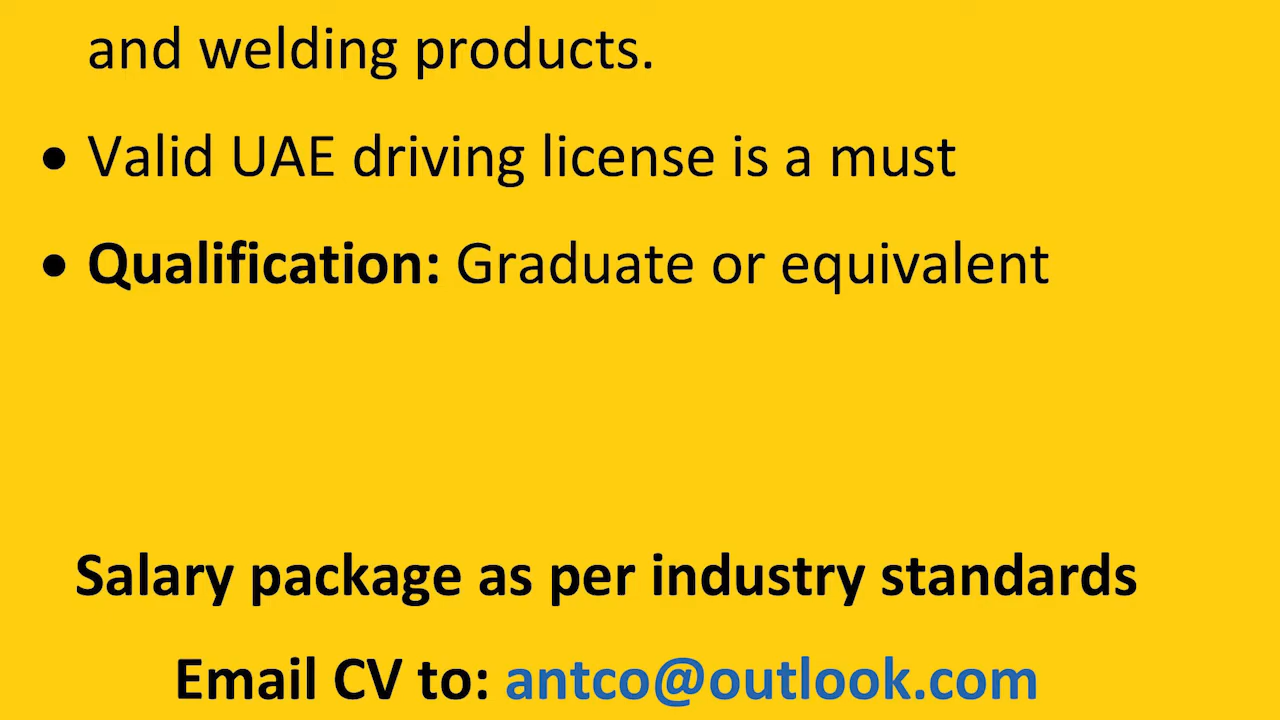 and welding products.
• Valid UAE driving license is a must
• Qualification: Graduate or equivalent
Salary package as per industry standards
Email CV to: antco@outlook.com